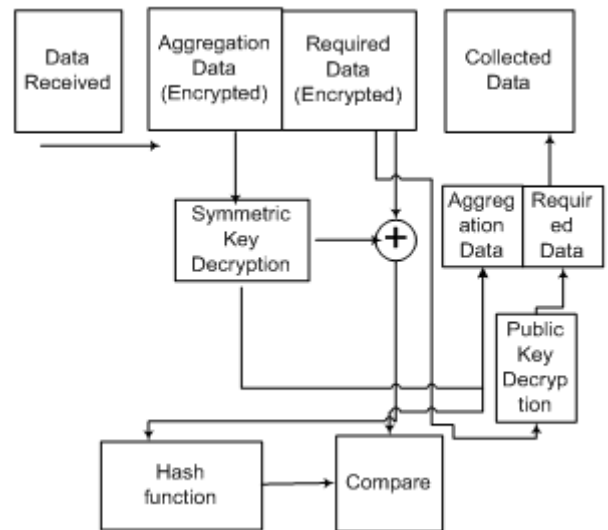 Data
Received
Aggregation
Data
(Encrypted)
Required
Data
(Encrypted)
Collected
Data
Symmetric
Key
Decryption
+
Aggreg
ation
Data
Requir
ed
Data
Public
Key
Decryp
tion
Hash
function
Compare